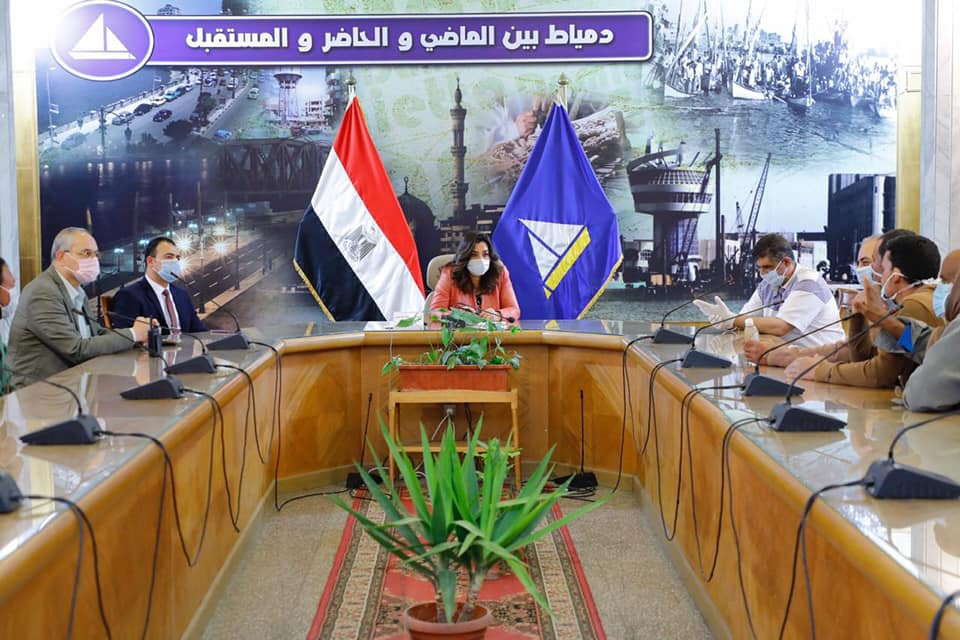 دمياط بين الماضي و الحاضر و المستقبل